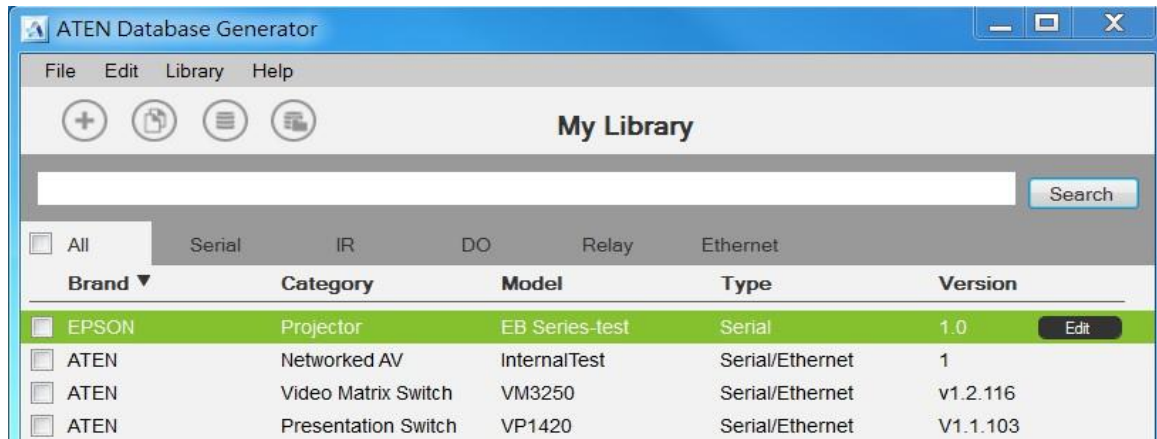 ATEN Database Generator
File Edit Library Help
My Library
Search
All Serial IR DO Relay Ethernet
Brand ▼ Category Model Type Version
EPSON Projector EB Series-test Serial 1.0 Edit
ATEN Networked AV InternalTest Serial/Ethernet 1
ATEN Video Matrix Switch VM3250 Serial/Ethernet v1.2.116
ATEN Presentation Switch VP1420 Serial/Ethernet V1.1.103